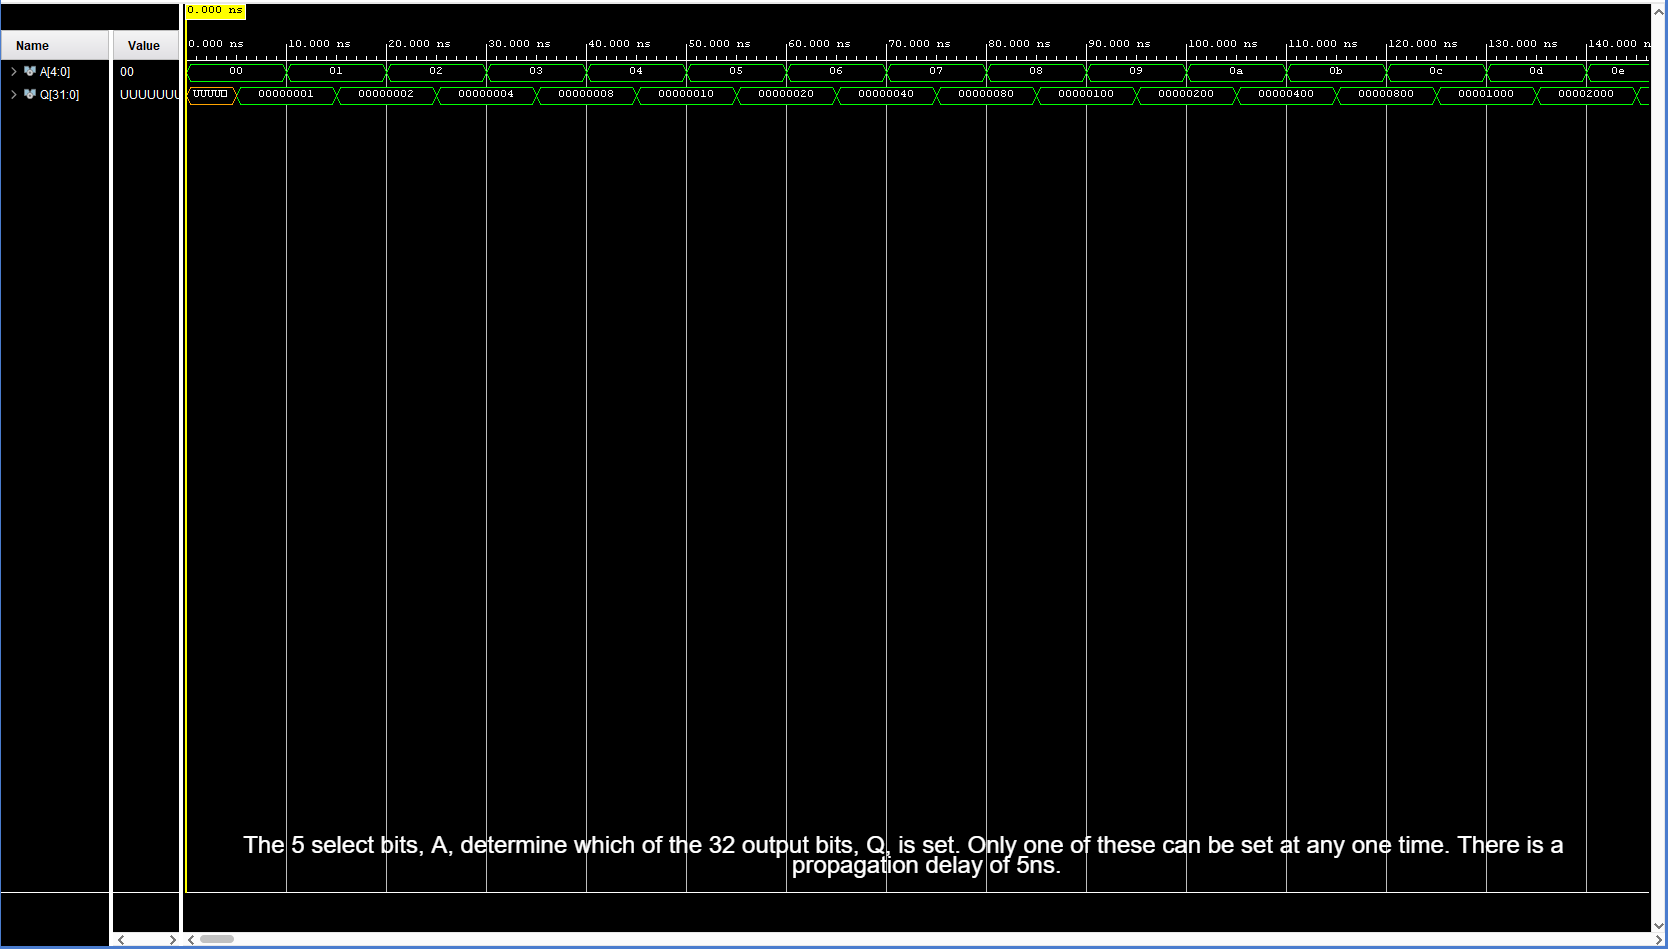 0.000 ns
Name Value 0.000 ns 10.000 ns 20.000 ns 30.000 ns 40.000 ns 50.000 ns 60.000 ns 70.000 ns 80.000 ns 90.000 ns 100.000 ns 110.000 ns 120.000 ns 130.000 ns 140.000 n
A[4:0] 00 00 01 02 03 04 05 06 07 08 09 0a 0b 0c 0d 0e
Q[31:0] UUUUUUU 00000001 00000002 00000004 00000008 00000010 00000020 00000040 00000080 00000100 00000200 00000400 00000800 00001000 00002000
The 5 select bits, A, determine which of the 32 output bits, Q, is set. Only one of these can be set at any one time. There is a
propagation delay of 5ns.